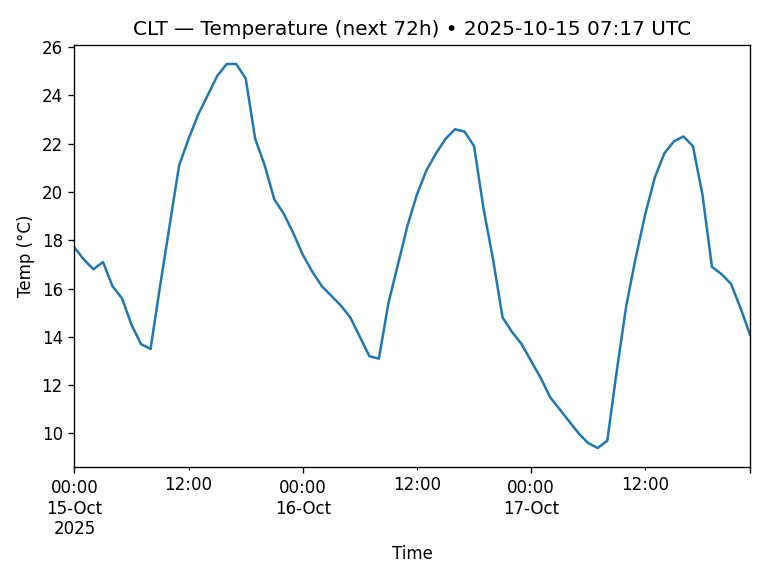 CLT — Temperature (next 72h) • 2025-10-15 07:17 UTC
26
24
22
20
18
16
14
12
10
Temp (°C)
00:00 12:00 00:00 12:00 00:00 12:00
15-Oct 16-Oct 17-Oct
2025
Time